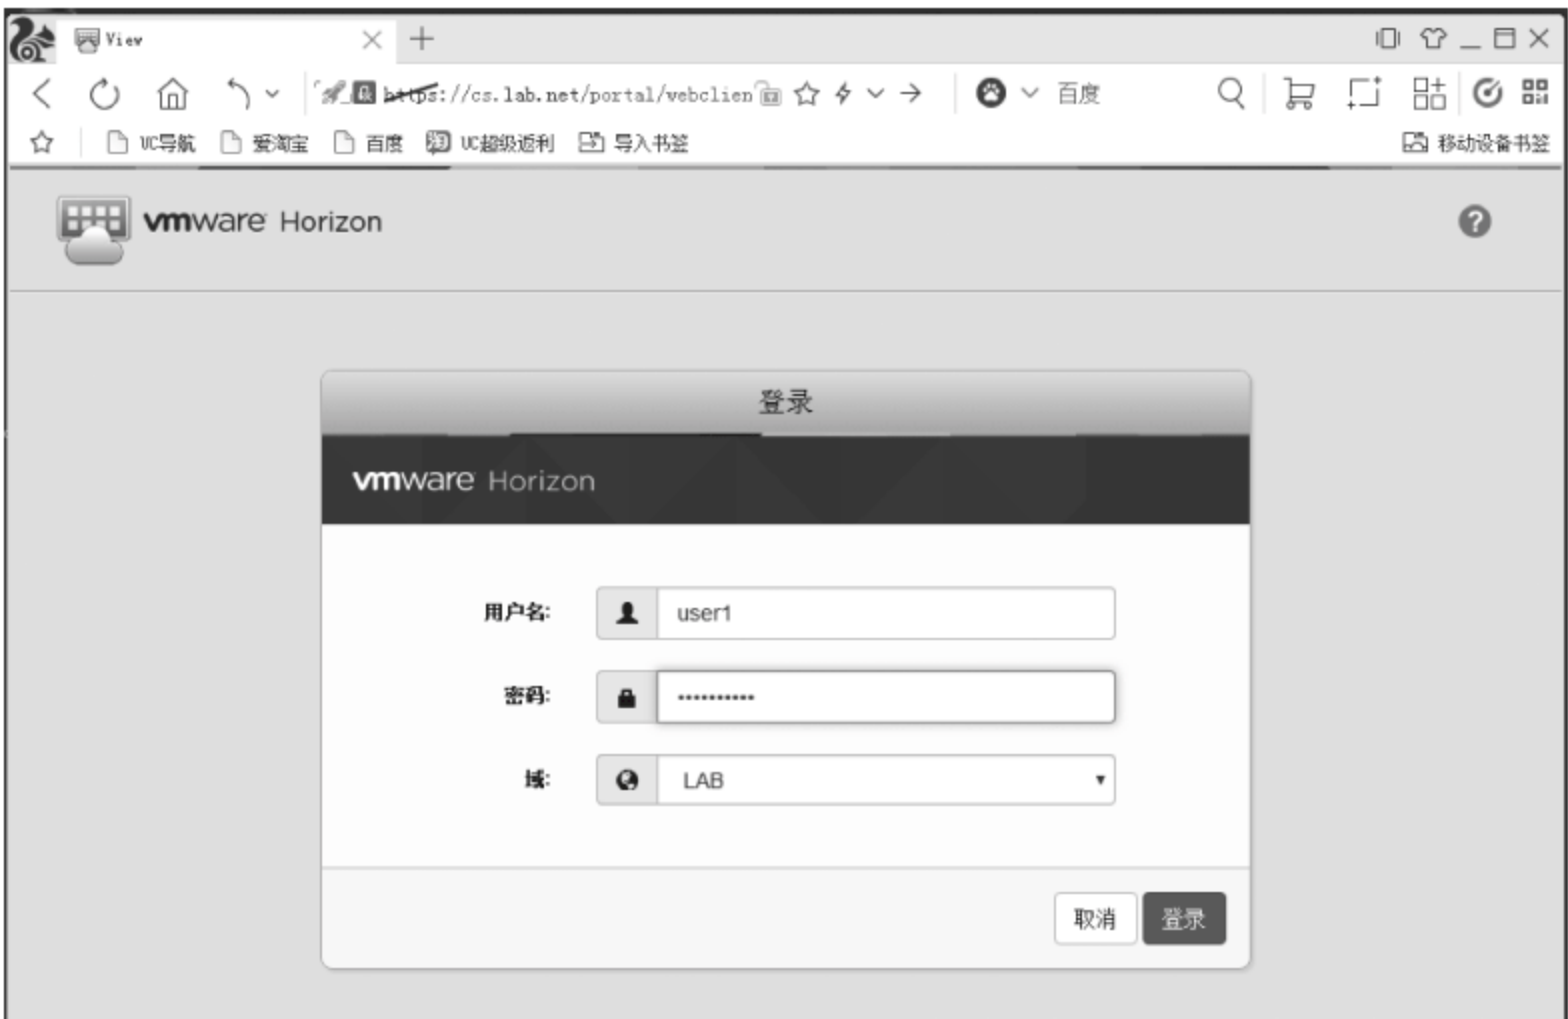 View
https://cs.lab.net/portal/webclien 百度
UC导航 爱淘宝 百度 UC超级返利 导入书签 移动设备书签
vmware Horizon
登录
vmware Horizon
用户名: user1
密码: ••••••••••
域: LAB
取消 登录